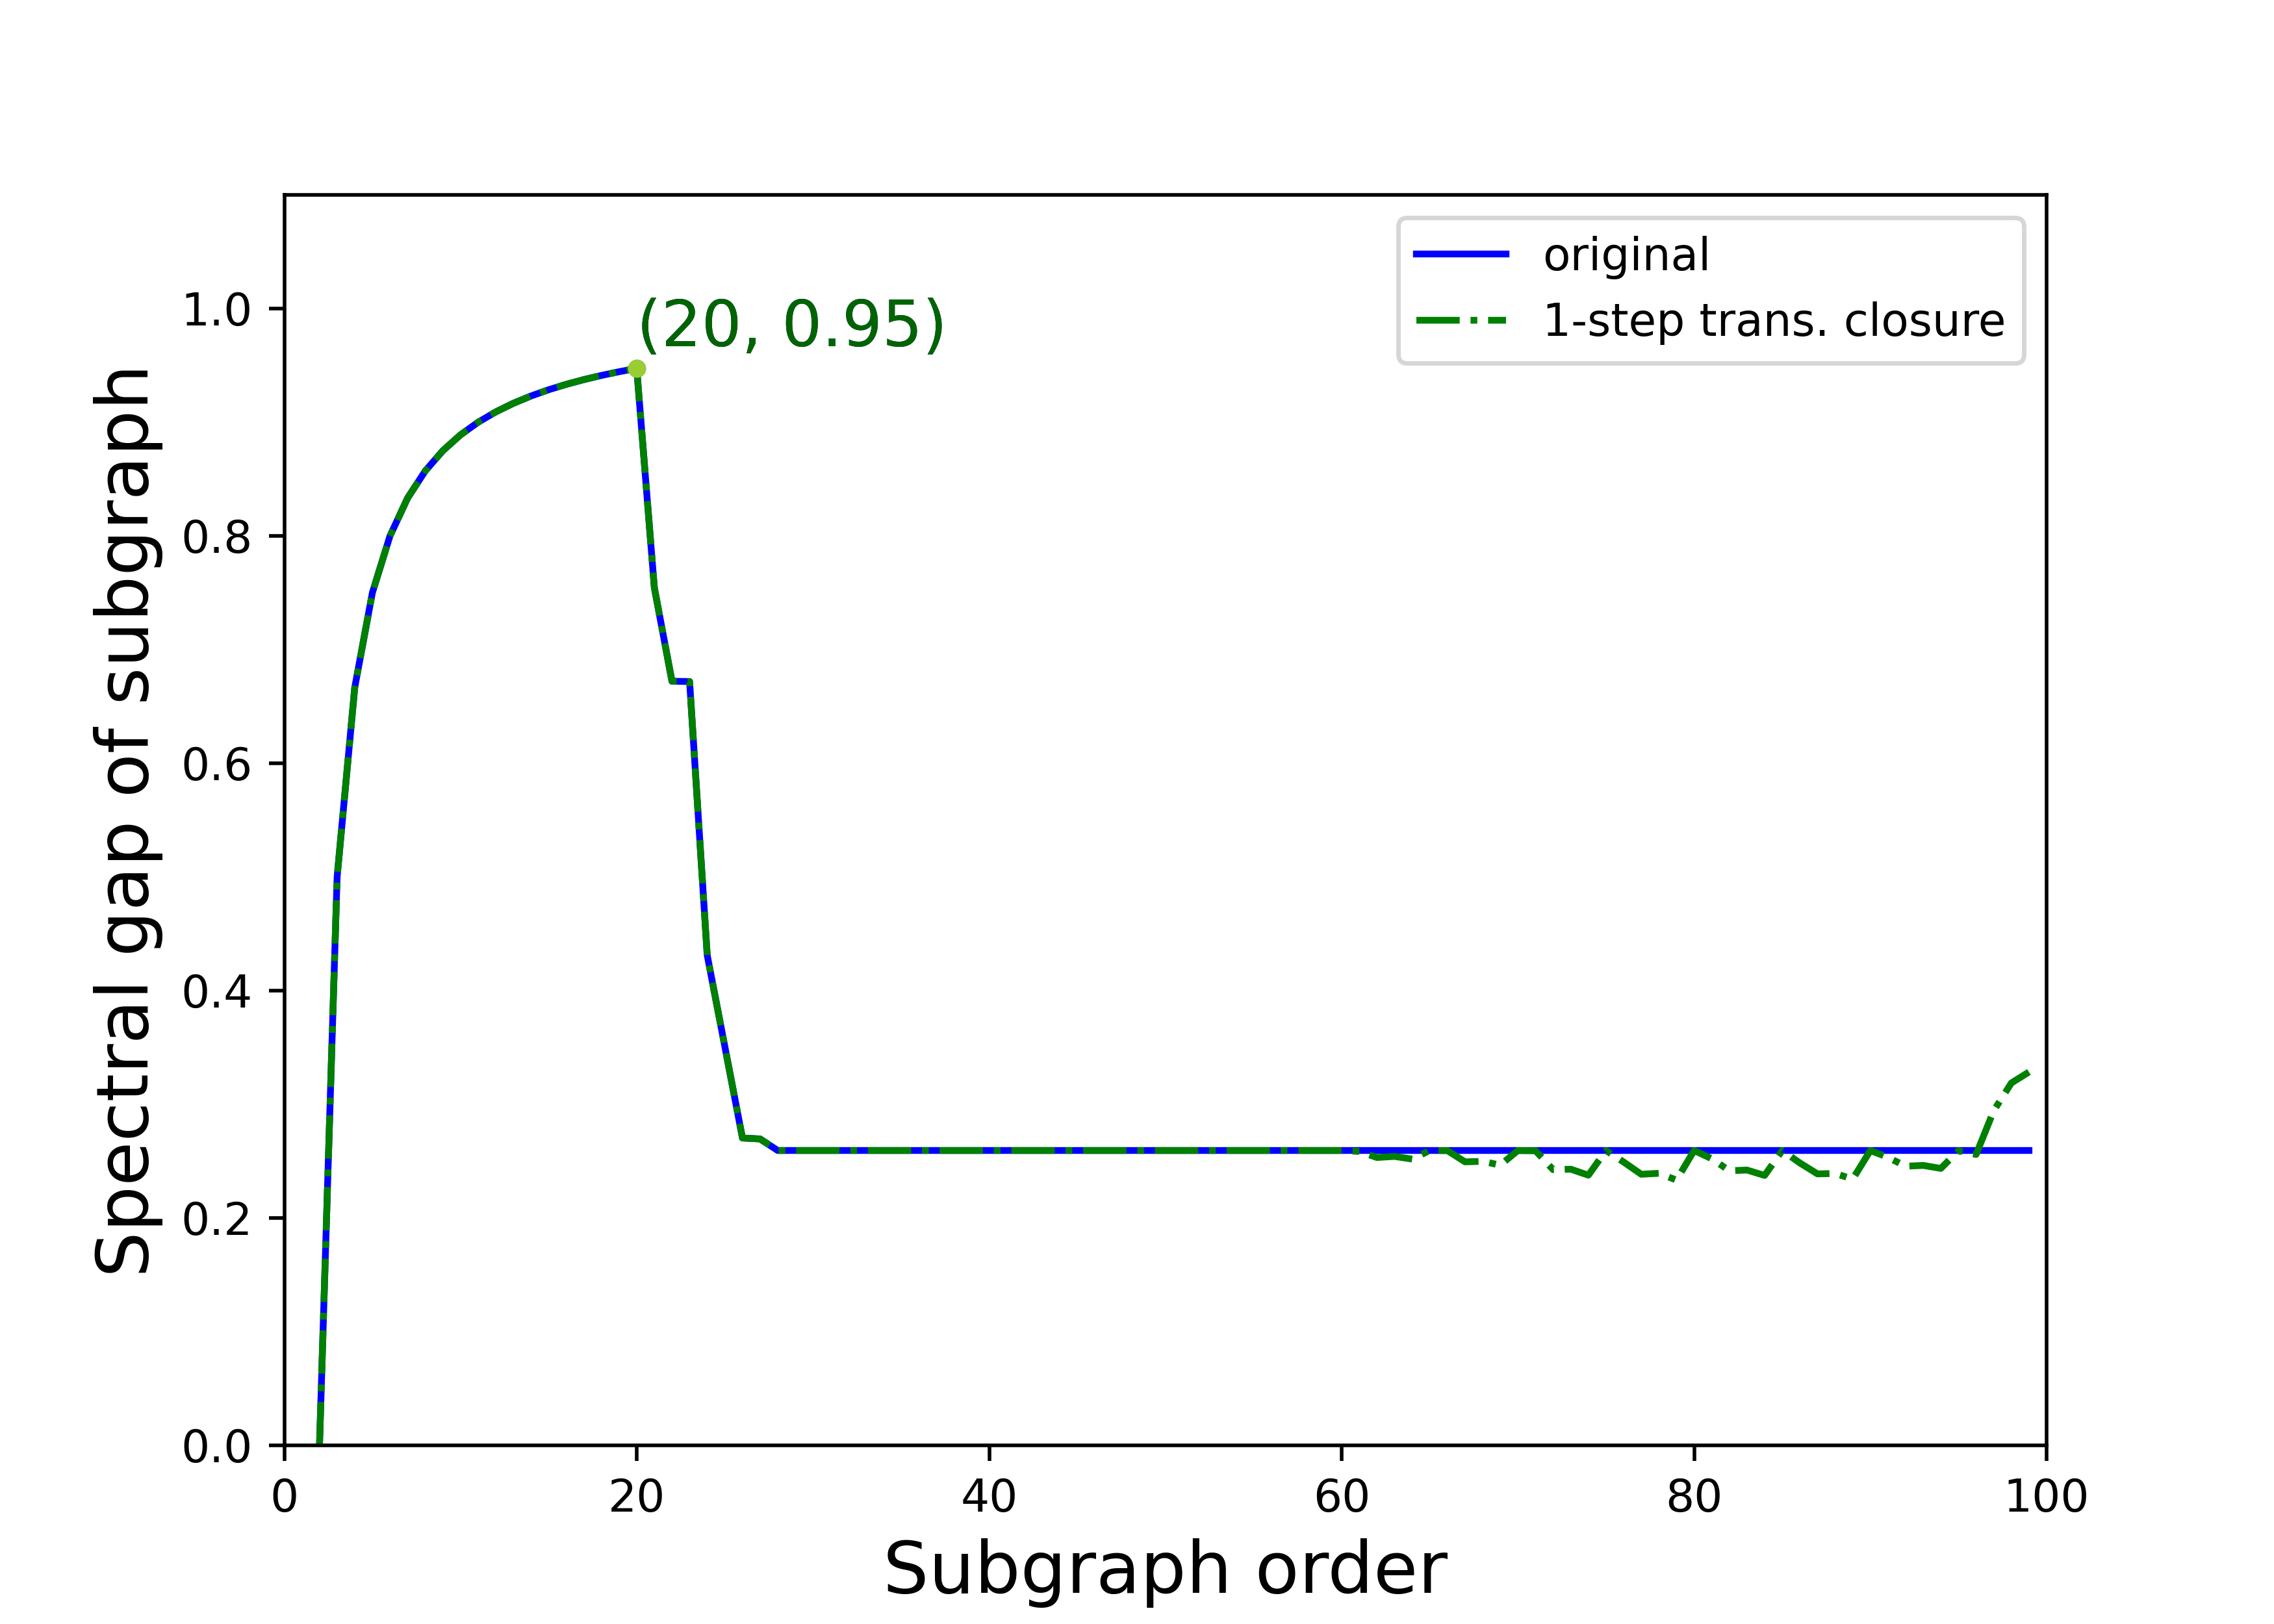 original
1-step trans. closure
(20, 0.95)
Spectral gap of subgraph
1.0
0.8
0.6
0.4
0.2
0.0
0 20 40 60 80 100
Subgraph order